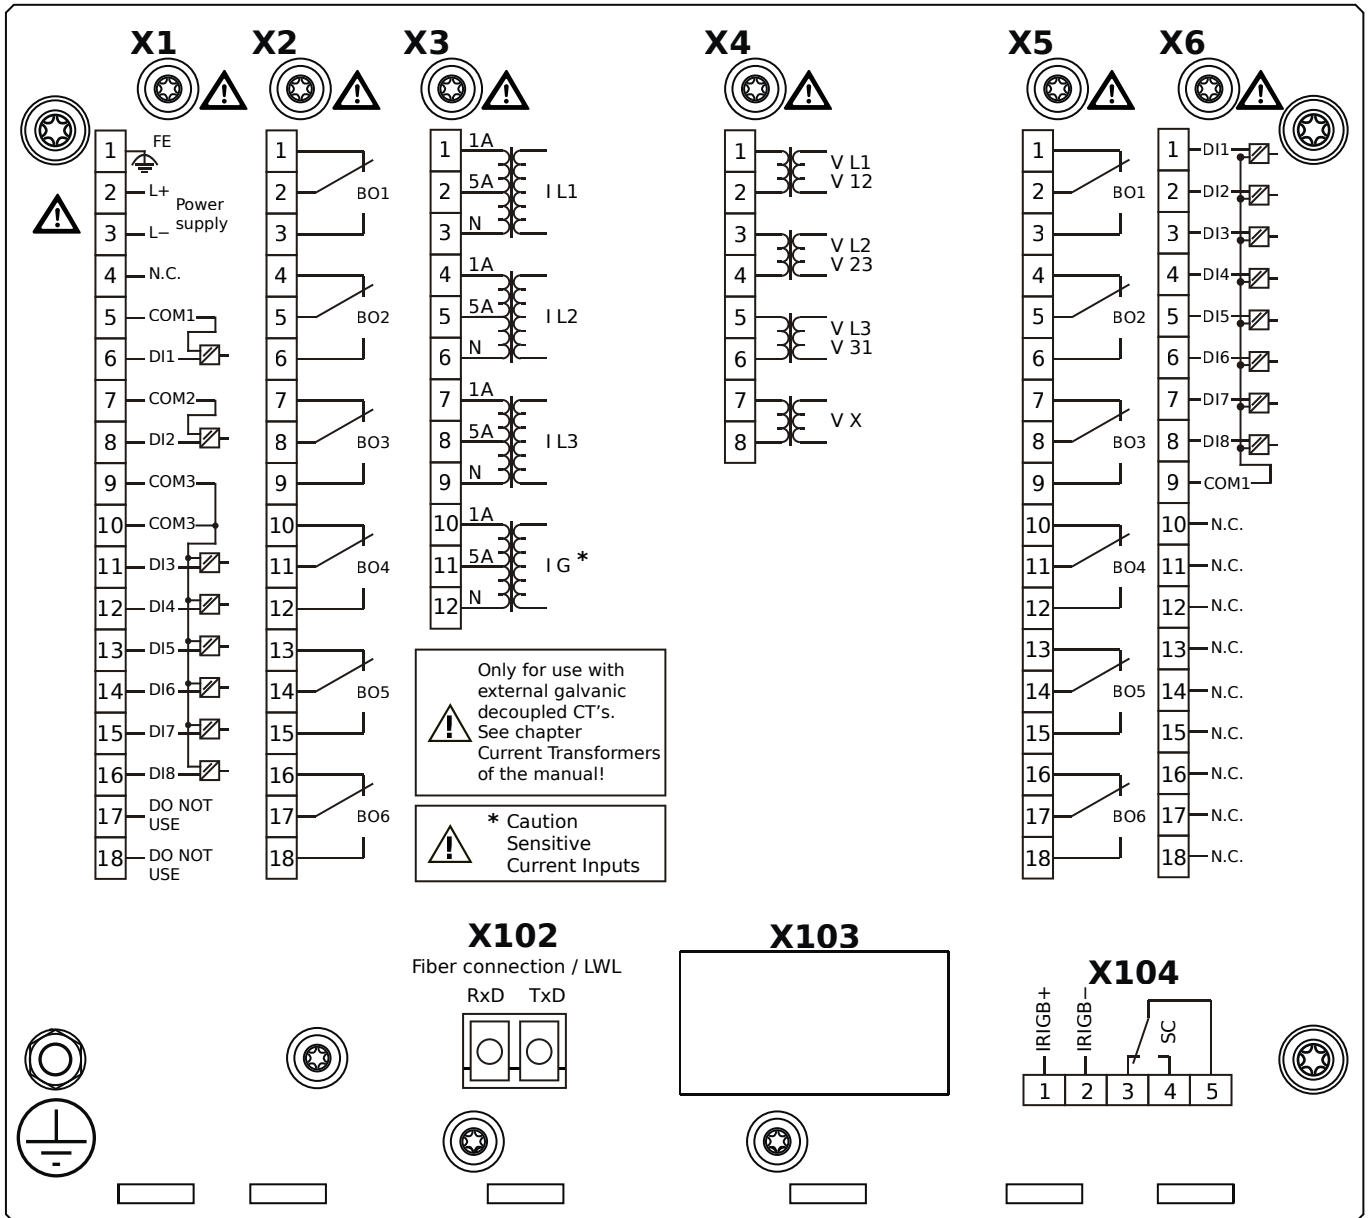 X1
X2
X3
X4
X5
X6
1 FE
2 L+
Power
supply
3 L−
4 N.C.
5 COM1
6 DI1
7 COM2
8 DI2
9 COM3
10 COM3
11 DI3
12 DI4
13 DI5
14 DI6
15 DI7
16 DI8
17 DO NOT
USE
18 DO NOT
USE
1
2 BO1
3
4
5 BO2
6
7
8 BO3
9
10
11 BO4
12
13
14 BO5
15
16
17 BO6
18
1 1A
2 5A I L1
3 N
4 1A
5 5A I L2
6 N
7 1A
8 5A I L3
9 N
10 1A
11 5A I G *
12 N
Only for use with
external galvanic
decoupled CT's.
See chapter
Current Transformers
of the manual!
* Caution
Sensitive
Current Inputs
1 V L1
2 V 12
3 V L2
4 V 23
5 V L3
6 V 31
7 V X
8
1
2 BO1
3
4
5 BO2
6
7
8 BO3
9
10
11 BO4
12
13
14 BO5
15
16
17 BO6
18
1 DI1
2 DI2
3 DI3
4 DI4
5 DI5
6 DI6
7 DI7
8 DI8
9 COM1
10 N.C.
11 N.C.
12 N.C.
13 N.C.
14 N.C.
15 N.C.
16 N.C.
17 N.C.
18 N.C.
X102
Fiber connection / LWL
RxD TxD
X103
X104
IRIGB+
IRIGB−
SC
1 2 3 4 5